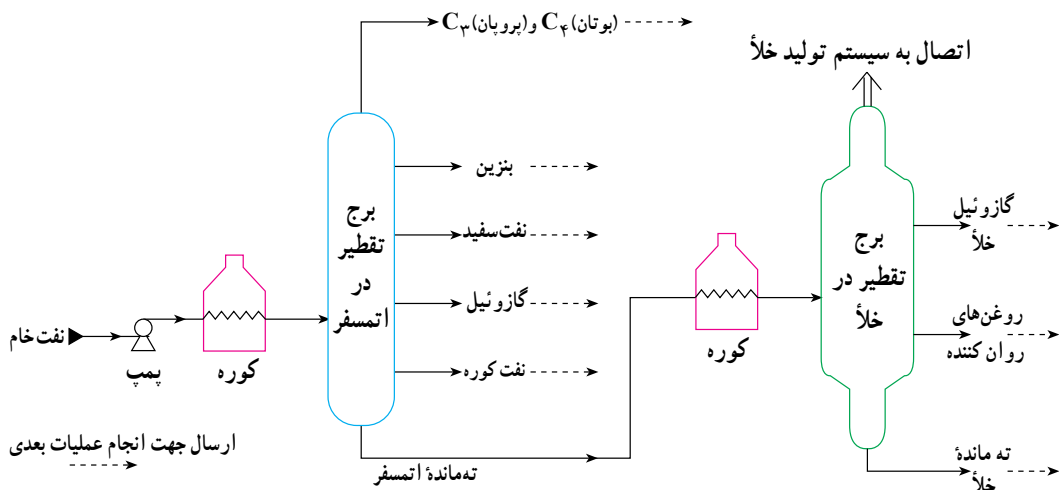 C۳(پروپان) و C۴(بوتان)
اتصال به سیستم تولید خلأ
بنزین
نفت‌سفید
گازوئیل
نفت کوره
برج
تقطیر
در
اتمسفر
نفت‌خام
پمپ
کوره
ته‌ماندهٔ اتمسفر
کوره
برج
تقطیر در
خلأ
گازوئیل
خلأ
روغن‌های
روان کننده
ته ماندهٔ
خلأ
ارسال جهت انجام عملیات بعدی